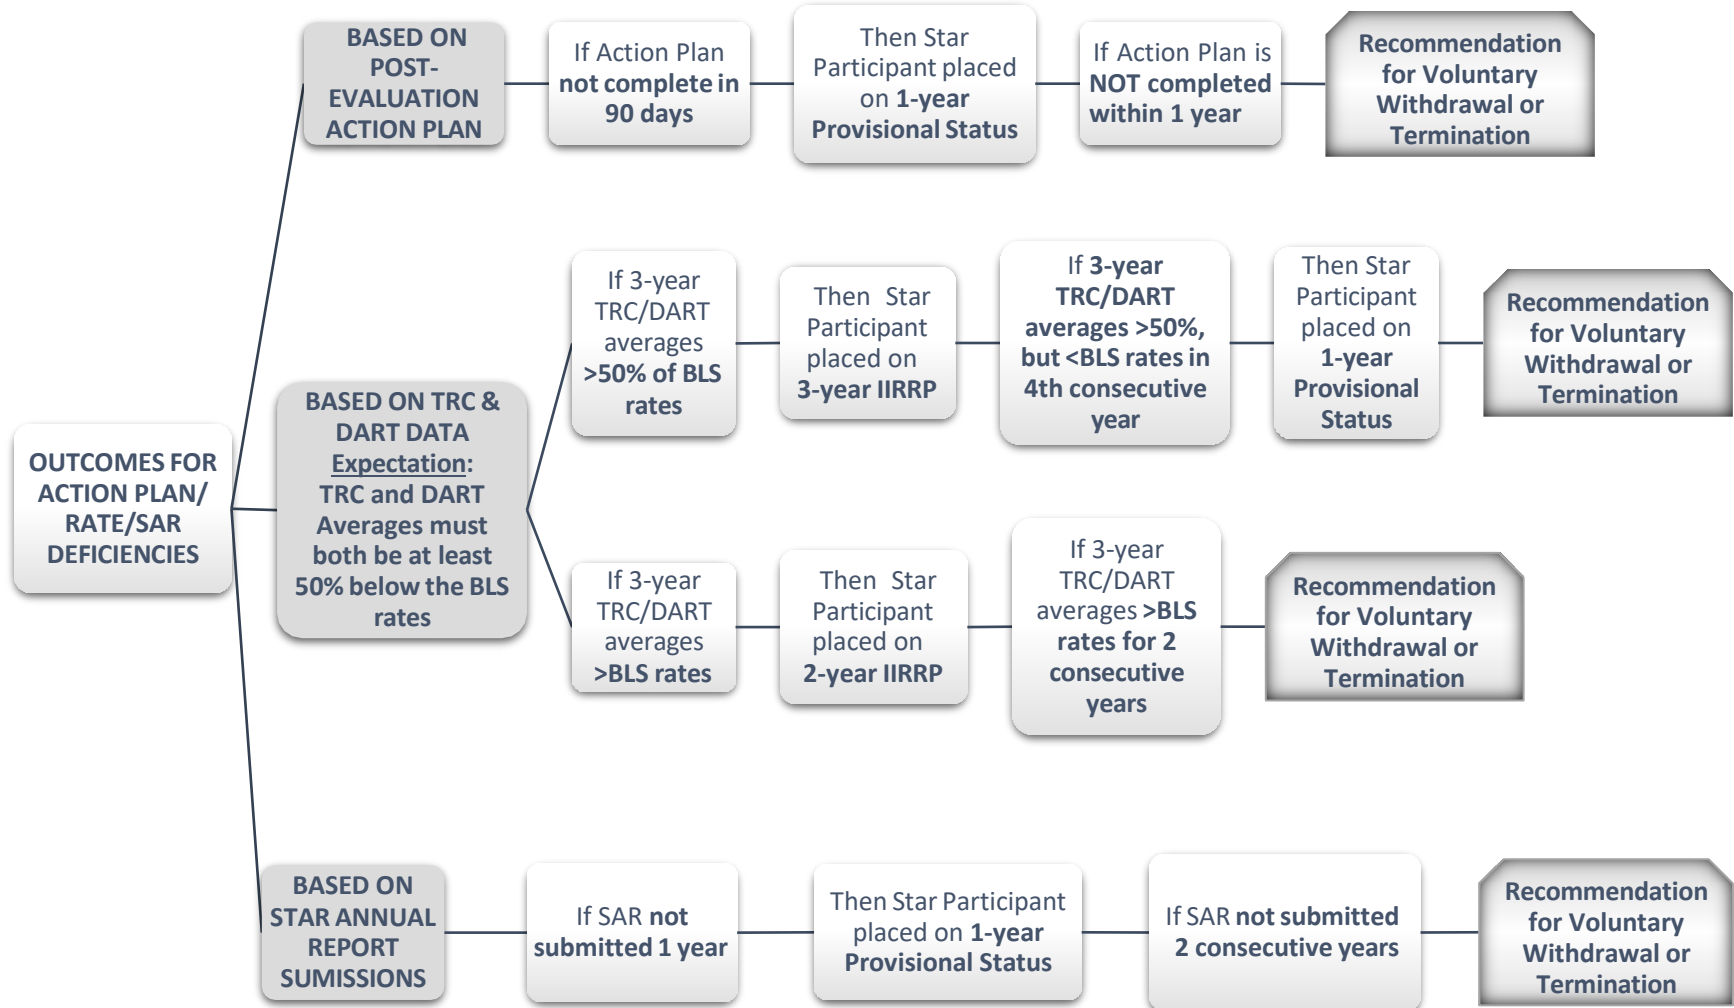 BASED ON
POST-
EVALUATION
ACTION PLAN
If Action Plan
not complete in
90 days
Then Star
Participant placed
on 1-year
Provisional Status
If Action Plan is
NOT completed
within 1 year
Recommendation
for Voluntary
Withdrawal or
Termination
OUTCOMES FOR
ACTION PLAN/
RATE/SAR
DEFICIENCIES
BASED ON TRC &
DART DATA
Expectation:
TRC and DART
Averages must
both be at least
50% below the BLS
rates
If 3-year
TRC/DART
averages
>50% of BLS
rates
Then Star
Participant
placed on
3-year IIRRP
If 3-year
TRC/DART
averages >50%,
but <BLS rates in
4th consecutive
year
Then Star
Participant
placed on
1-year
Provisional
Status
Recommendation
for Voluntary
Withdrawal or
Termination
If 3-year
TRC/DART
averages
>BLS rates
Then Star
Participant
placed on
2-year IIRRP
If 3-year
TRC/DART
averages >BLS
rates for 2
consecutive
years
Recommendation
for Voluntary
Withdrawal or
Termination
BASED ON
STAR ANNUAL
REPORT
SUMISSIONS
If SAR not
submitted 1 year
Then Star Participant
placed on 1-year
Provisional Status
If SAR not submitted
2 consecutive years
Recommendation
for Voluntary
Withdrawal or
Termination